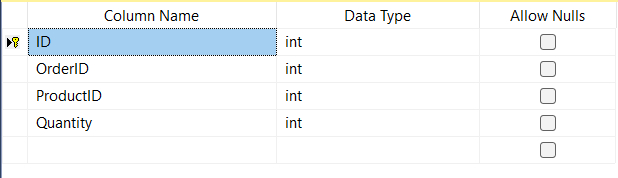 Column Name Data Type Allow Nulls
ID int
OrderID int
ProductID int
Quantity int